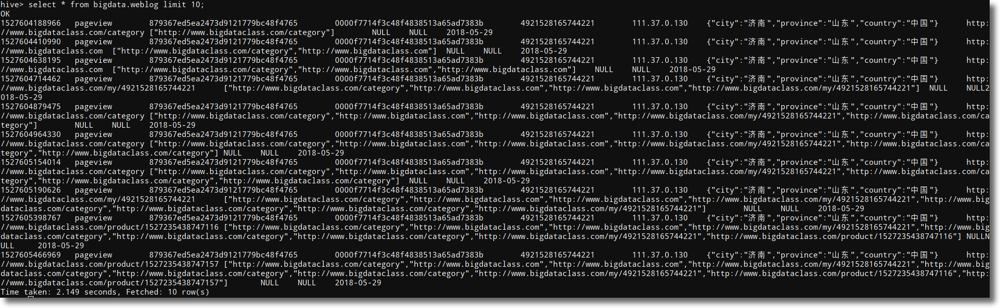 hive> select * from bigdata.weblog limit 10;
OK
1527604188966   pageview        879367ed5ea2473d9121779bc48f4765        0000f7714f3c48f4838513a65ad7383b        4921528165744221        111.37.0.130    {"city":"济南","province":"山东","country":"中国"}      http:
//www.bigdataclass.com/category ["http://www.bigdataclass.com/category"]        NULL    NULL    2018-05-29
1527604410990   pageview        879367ed5ea2473d9121779bc48f4765        0000f7714f3c48f4838513a65ad7383b        4921528165744221        111.37.0.130    {"city":"济南","province":"山东","country":"中国"}      http:
//www.bigdataclass.com  ["http://www.bigdataclass.com/category","http://www.bigdataclass.com"]  NULL    NULL    2018-05-29
1527604638195   pageview        879367ed5ea2473d9121779bc48f4765        0000f7714f3c48f4838513a65ad7383b        4921528165744221        111.37.0.130    {"city":"济南","province":"山东","country":"中国"}      http:
//www.bigdataclass.com  ["http://www.bigdataclass.com/category","http://www.bigdataclass.com","http://www.bigdataclass.com"]    NULL    NULL    2018-05-29
1527604714462   pageview        879367ed5ea2473d9121779bc48f4765        0000f7714f3c48f4838513a65ad7383b        4921528165744221        111.37.0.130    {"city":"济南","province":"山东","country":"中国"}      http:
//www.bigdataclass.com/my/4921528165744221      ["http://www.bigdataclass.com/category","http://www.bigdataclass.com","http://www.bigdataclass.com","http://www.bigdataclass.com/my/4921528165744221"]  NULL    NULL2
018-05-29
1527604879475   pageview        879367ed5ea2473d9121779bc48f4765        0000f7714f3c48f4838513a65ad7383b        4921528165744221        111.37.0.130    {"city":"济南","province":"山东","country":"中国"}      http:
//www.bigdataclass.com/category ["http://www.bigdataclass.com/category","http://www.bigdataclass.com","http://www.bigdataclass.com","http://www.bigdataclass.com/my/4921528165744221","http://www.bigdataclass.com/ca
tegory"]        NULL    NULL    2018-05-29
1527604964330   pageview        879367ed5ea2473d9121779bc48f4765        0000f7714f3c48f4838513a65ad7383b        4921528165744221        111.37.0.130    {"city":"济南","province":"山东","country":"中国"}      http:
//www.bigdataclass.com/category ["http://www.bigdataclass.com/category","http://www.bigdataclass.com","http://www.bigdataclass.com","http://www.bigdataclass.com/my/4921528165744221","http://www.bigdataclass.com/ca
tegory","http://www.bigdataclass.com/category"] NULL    NULL    2018-05-29
1527605154014   pageview        879367ed5ea2473d9121779bc48f4765        0000f7714f3c48f4838513a65ad7383b        4921528165744221        111.37.0.130    {"city":"济南","province":"山东","country":"中国"}      http:
//www.bigdataclass.com/category ["http://www.bigdataclass.com/category","http://www.bigdataclass.com","http://www.bigdataclass.com","http://www.bigdataclass.com/my/4921528165744221","http://www.bigdataclass.com/ca
tegory","http://www.bigdataclass.com/category","http://www.bigdataclass.com/category"]  NULL    NULL    2018-05-29
1527605190626   pageview        879367ed5ea2473d9121779bc48f4765        0000f7714f3c48f4838513a65ad7383b        4921528165744221        111.37.0.130    {"city":"济南","province":"山东","country":"中国"}      http:
//www.bigdataclass.com/my/4921528165744221      ["http://www.bigdataclass.com/category","http://www.bigdataclass.com","http://www.bigdataclass.com","http://www.bigdataclass.com/my/4921528165744221","http://www.big
dataclass.com/category","http://www.bigdataclass.com/category","http://www.bigdataclass.com/category","http://www.bigdataclass.com/my/4921528165744221"]        NULL    NULL    2018-05-29
1527605398767   pageview        879367ed5ea2473d9121779bc48f4765        0000f7714f3c48f4838513a65ad7383b        4921528165744221        111.37.0.130    {"city":"济南","province":"山东","country":"中国"}      http:
//www.bigdataclass.com/product/1527235438747116 ["http://www.bigdataclass.com/category","http://www.bigdataclass.com","http://www.bigdataclass.com","http://www.bigdataclass.com/my/4921528165744221","http://www.big
dataclass.com/category","http://www.bigdataclass.com/category","http://www.bigdataclass.com/category","http://www.bigdataclass.com/my/4921528165744221","http://www.bigdataclass.com/product/1527235438747116"] NULLN
ULL     2018-05-29
1527605466969   pageview        879367ed5ea2473d9121779bc48f4765        0000f7714f3c48f4838513a65ad7383b        4921528165744221        111.37.0.130    {"city":"济南","province":"山东","country":"中国"}      http:
//www.bigdataclass.com/product/1527235438747157 ["http://www.bigdataclass.com/category","http://www.bigdataclass.com","http://www.bigdataclass.com","http://www.bigdataclass.com/my/4921528165744221","http://www.big
dataclass.com/category","http://www.bigdataclass.com/category","http://www.bigdataclass.com/category","http://www.bigdataclass.com/my/4921528165744221","http://www.bigdataclass.com/product/1527235438747116","http:
//www.bigdataclass.com/product/1527235438747157"]       NULL    NULL    2018-05-29
Time taken: 2.149 seconds, Fetched: 10 row(s)